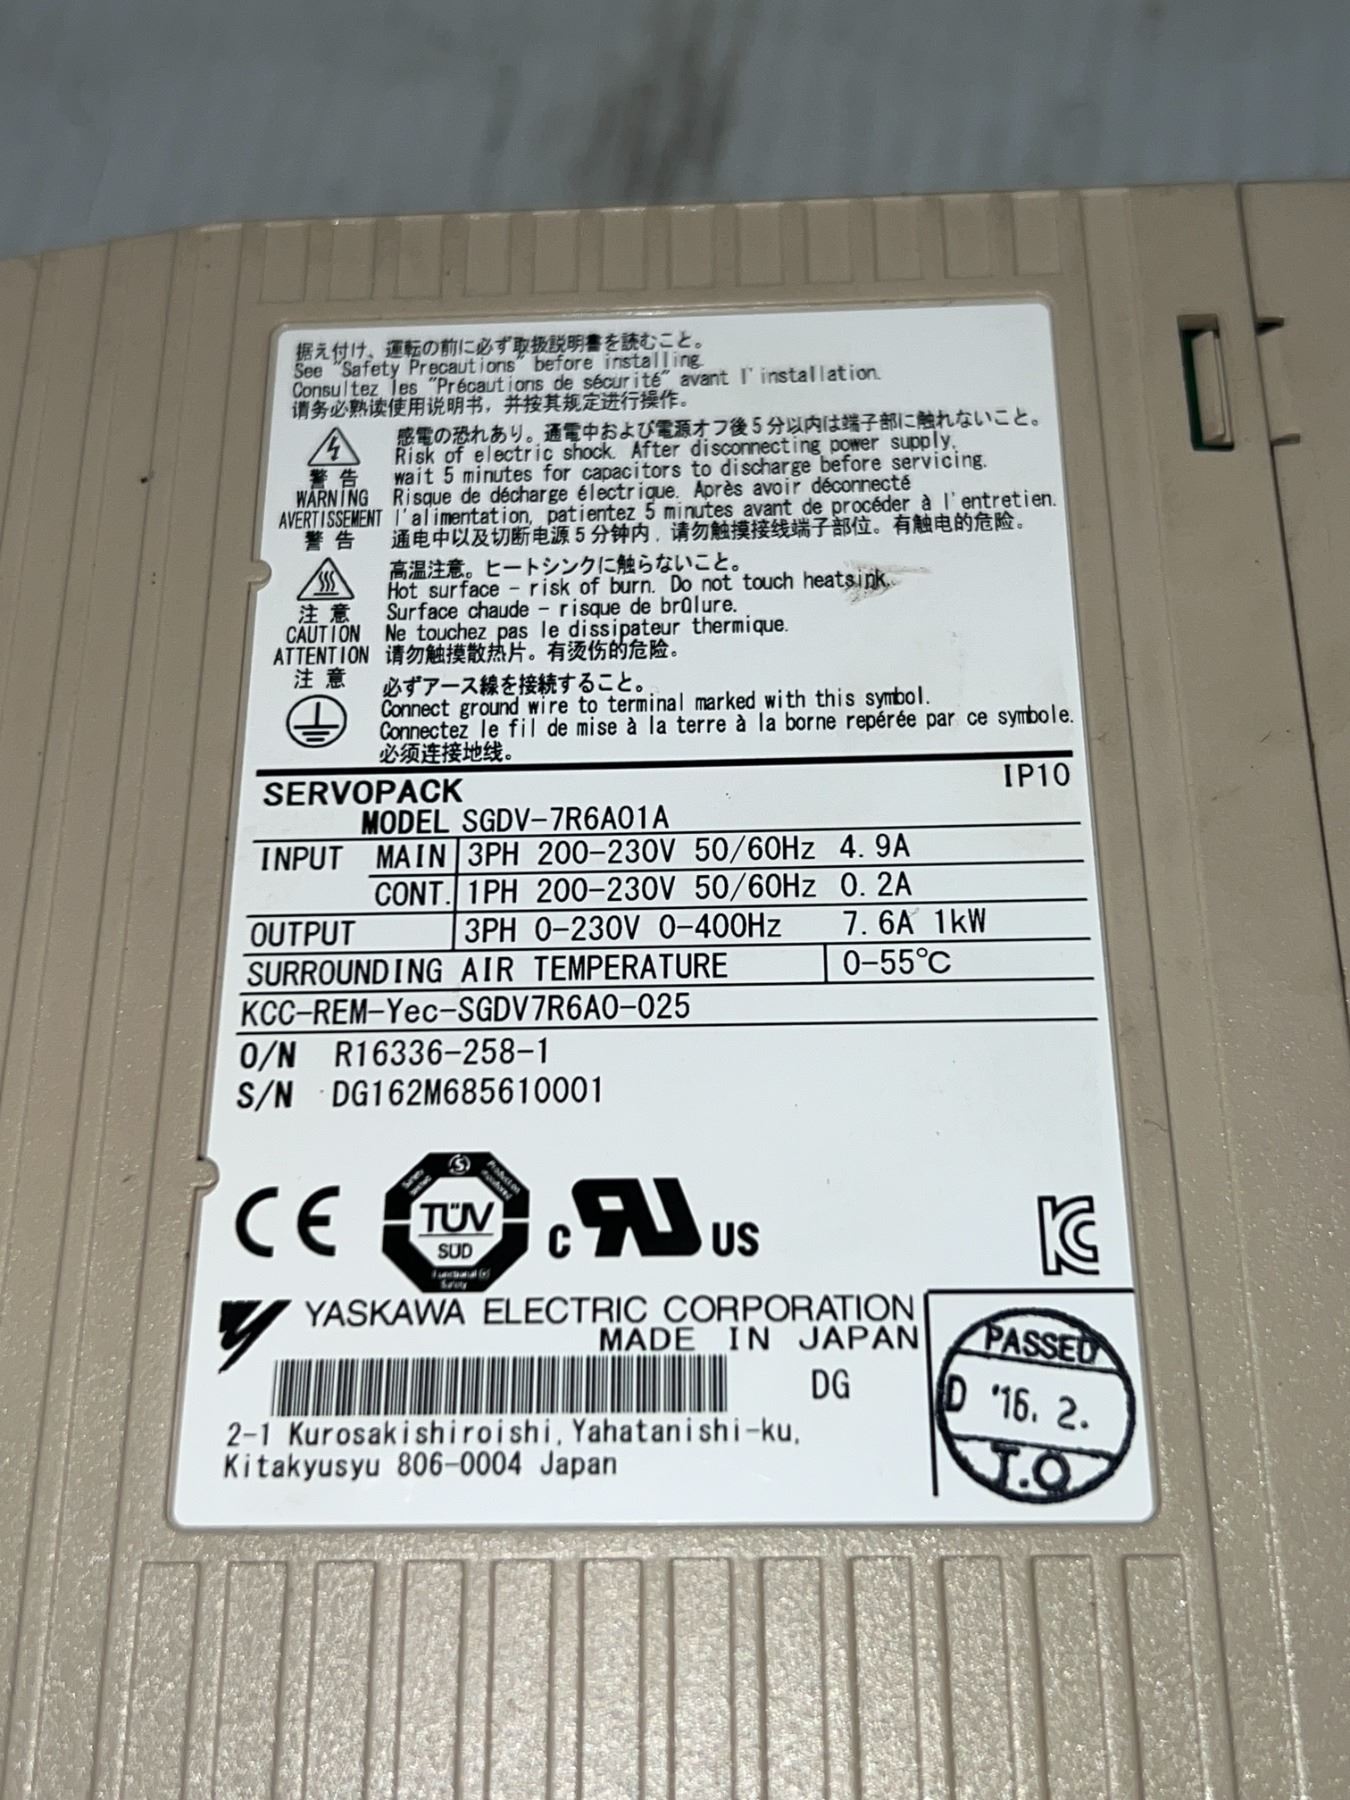 据え付け、運転の前に必ず取扱説明書を読むこと。
See "Safety Precautions" before installing.
Consultez les "Précautions de sécurité" avant l'installation.
请务必熟读使用说明书，并按其规定进行操作。
警告
WARNING
AVERTISSEMENT
警告
感電の恐れあり。通電中および電源オフ後5分以内は端子部に触れないこと。
Risk of electric shock. After disconnecting power supply,
wait 5 minutes for capacitors to discharge before servicing.
Risque de décharge électrique. Après avoir déconnecté
l'alimentation, patientez 5 minutes avant de procéder à l'entretien.
通电中以及切断电源5分钟内，请勿触摸接线端子部位。有触电的危险。
注意
CAUTION
ATTENTION
注意
高温注意。ヒートシンクに触らないこと。
Hot surface - risk of burn. Do not touch heatsink.
Surface chaude - risque de brûlure.
Ne touchez pas le dissipateur thermique.
请勿触摸散热片。有烫伤的危险。
必ずアース線を接続すること。
Connect ground wire to terminal marked with this symbol.
Connectez le fil de mise à la terre à la borne repérée par ce symbole.
必须连接地线。
SERVOPACK IP10
MODEL SGDV-7R6A01A
INPUT MAIN 3PH 200-230V 50/60Hz 4.9A
CONT. 1PH 200-230V 50/60Hz 0.2A
OUTPUT 3PH 0-230V 0-400Hz 7.6A 1kW
SURROUNDING AIR TEMPERATURE 0-55℃
KCC-REM-Yec-SGDV7R6A0-025
O/N R16336-258-1
S/N DG162M685610001
CE
TÜV
SÜD
Functional
Safety
c RU US
KC
YASKAWA ELECTRIC CORPORATION
MADE IN JAPAN
DG
2-1 Kurosakishiroishi, Yahatanishi-ku,
Kitakyusyu 806-0004 Japan
PASSED
D '16. 2.
T.O